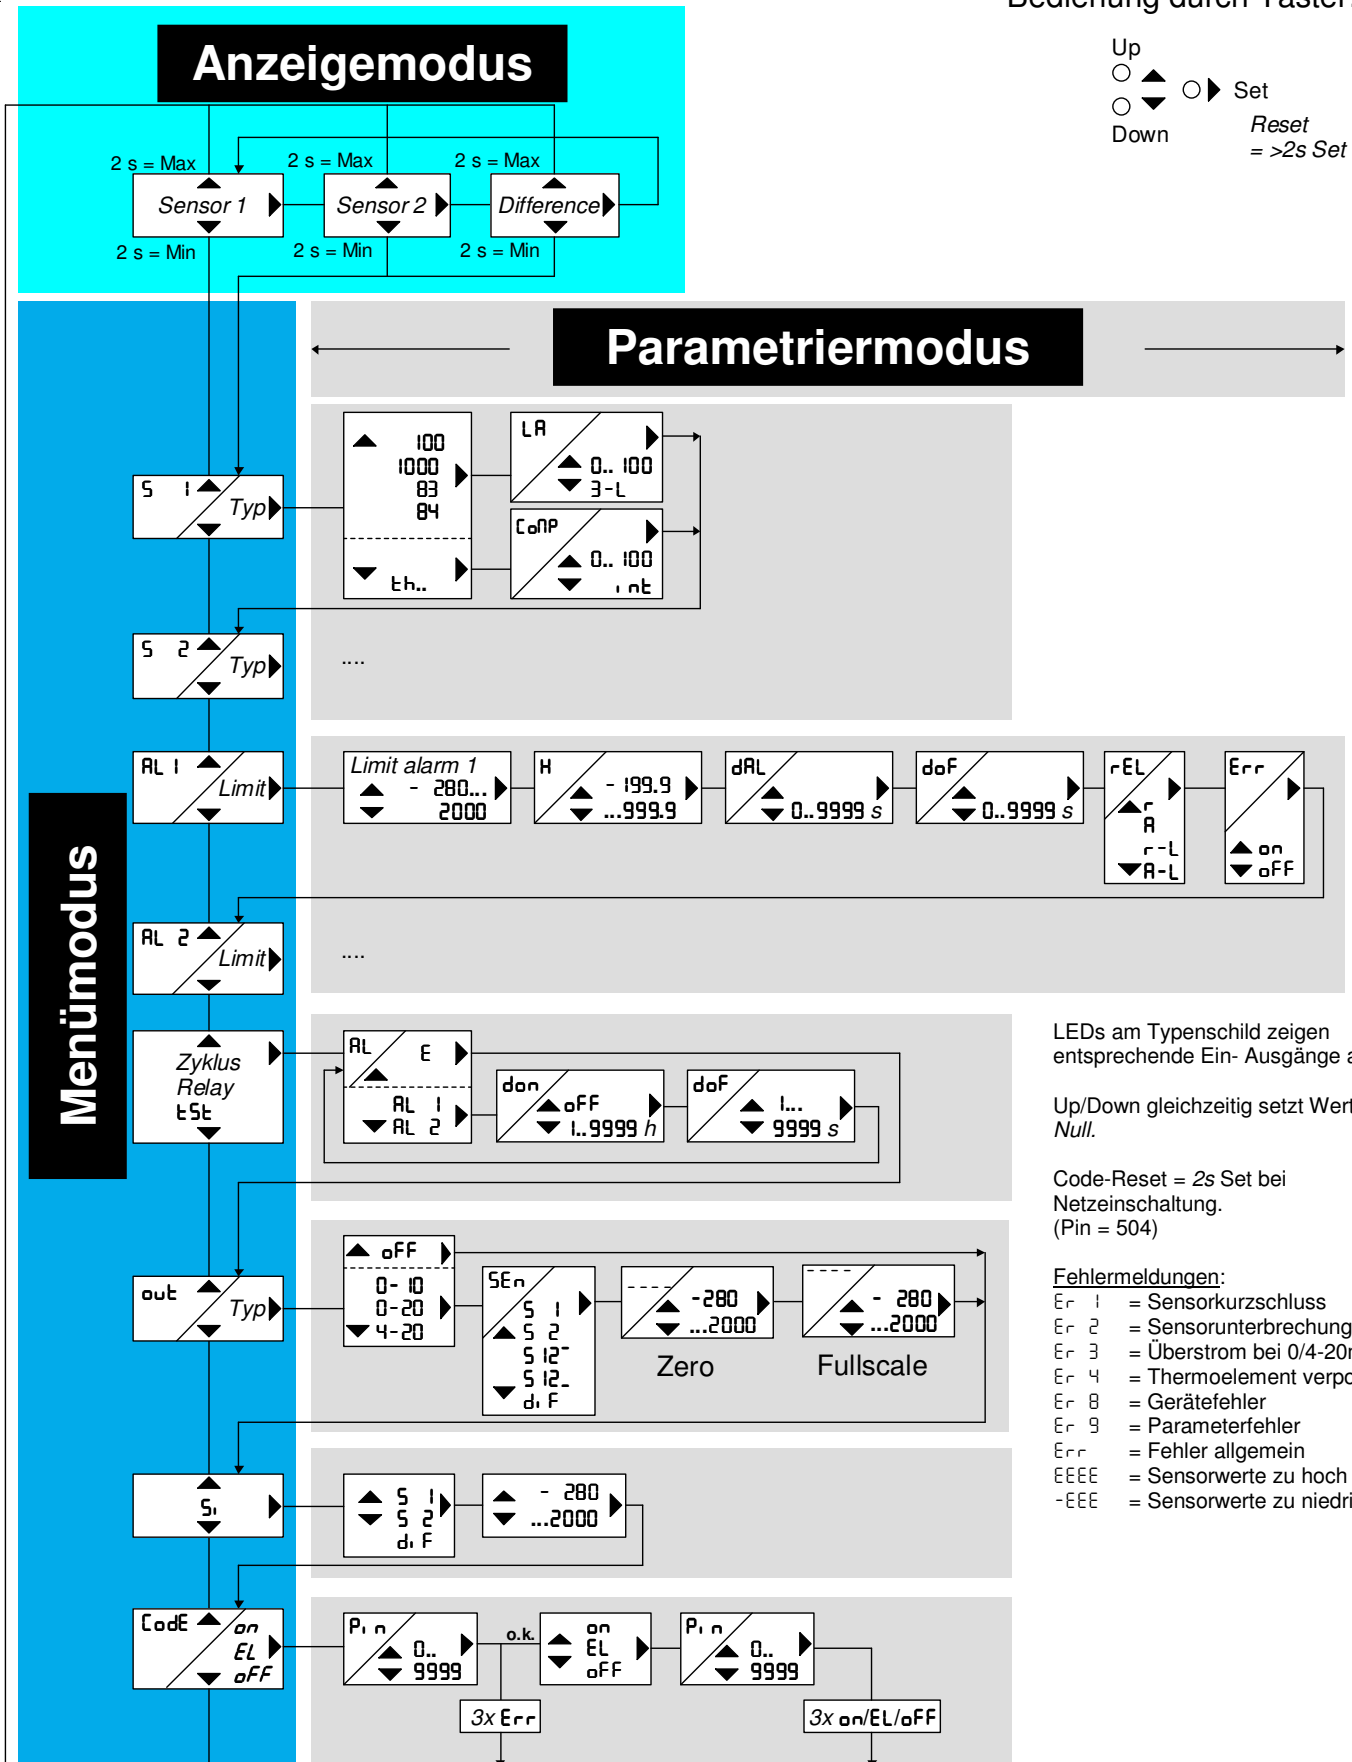 Bedienung durch Taster
Anzeigemodus
Up
Set
Down
Reset
= >2s Set
2 s = Max
2 s = Max
2 s = Max
Sensor 1
Sensor 2
Difference
2 s = Min
2 s = Min
2 s = Min
Parametriermodus
Menümodus
S 1
Typ
100
1000
83
84
th..
LA
0.. 100
3-L
CoMP
0.. 100
int
S 2
Typ
....
AL 1
Limit
Limit alarm 1
- 280...
2000
H
- 199.9
...999.9
dAL
0..9999 s
doF
0..9999 s
rEL
r
A
r-L
A-L
Err
on
oFF
AL 2
Limit
....
Zyklus
Relay
tSt
AL
E
AL 1
AL 2
don
oFF
1..9999 h
doF
1...
9999 s
LEDs am Typenschild zeigen
entsprechende Ein- Ausgänge
Up/Down gleichzeitig setzt Wert
Null.
Code-Reset = 2s Set bei
Netzeinschaltung.
(Pin = 504)
out
Typ
oFF
0-10
0-20
4-20
SEn
S 1
S 2
S12¯
S12_
diF
----
-280
...2000
Zero
----
- 280
...2000
Fullscale
Fehlermeldungen:
Er 1 = Sensorkurzschluss
Er 2 = Sensorunterbrechung
Er 3 = Überstrom bei 0/4-20
Er 4 = Thermoelement
Er 8 = Gerätefehler
Er 9 = Parameterfehler
Err = Fehler allgemein
EEEE = Sensorwerte zu hoch
-EEE = Sensorwerte zu
Si
S 1
S 2
diF
- 280
...2000
CodE
on
EL
oFF
Pin
0..
9999
o.k.
on
EL
oFF
Pin
0..
9999
3x Err
3x on/EL/oFF